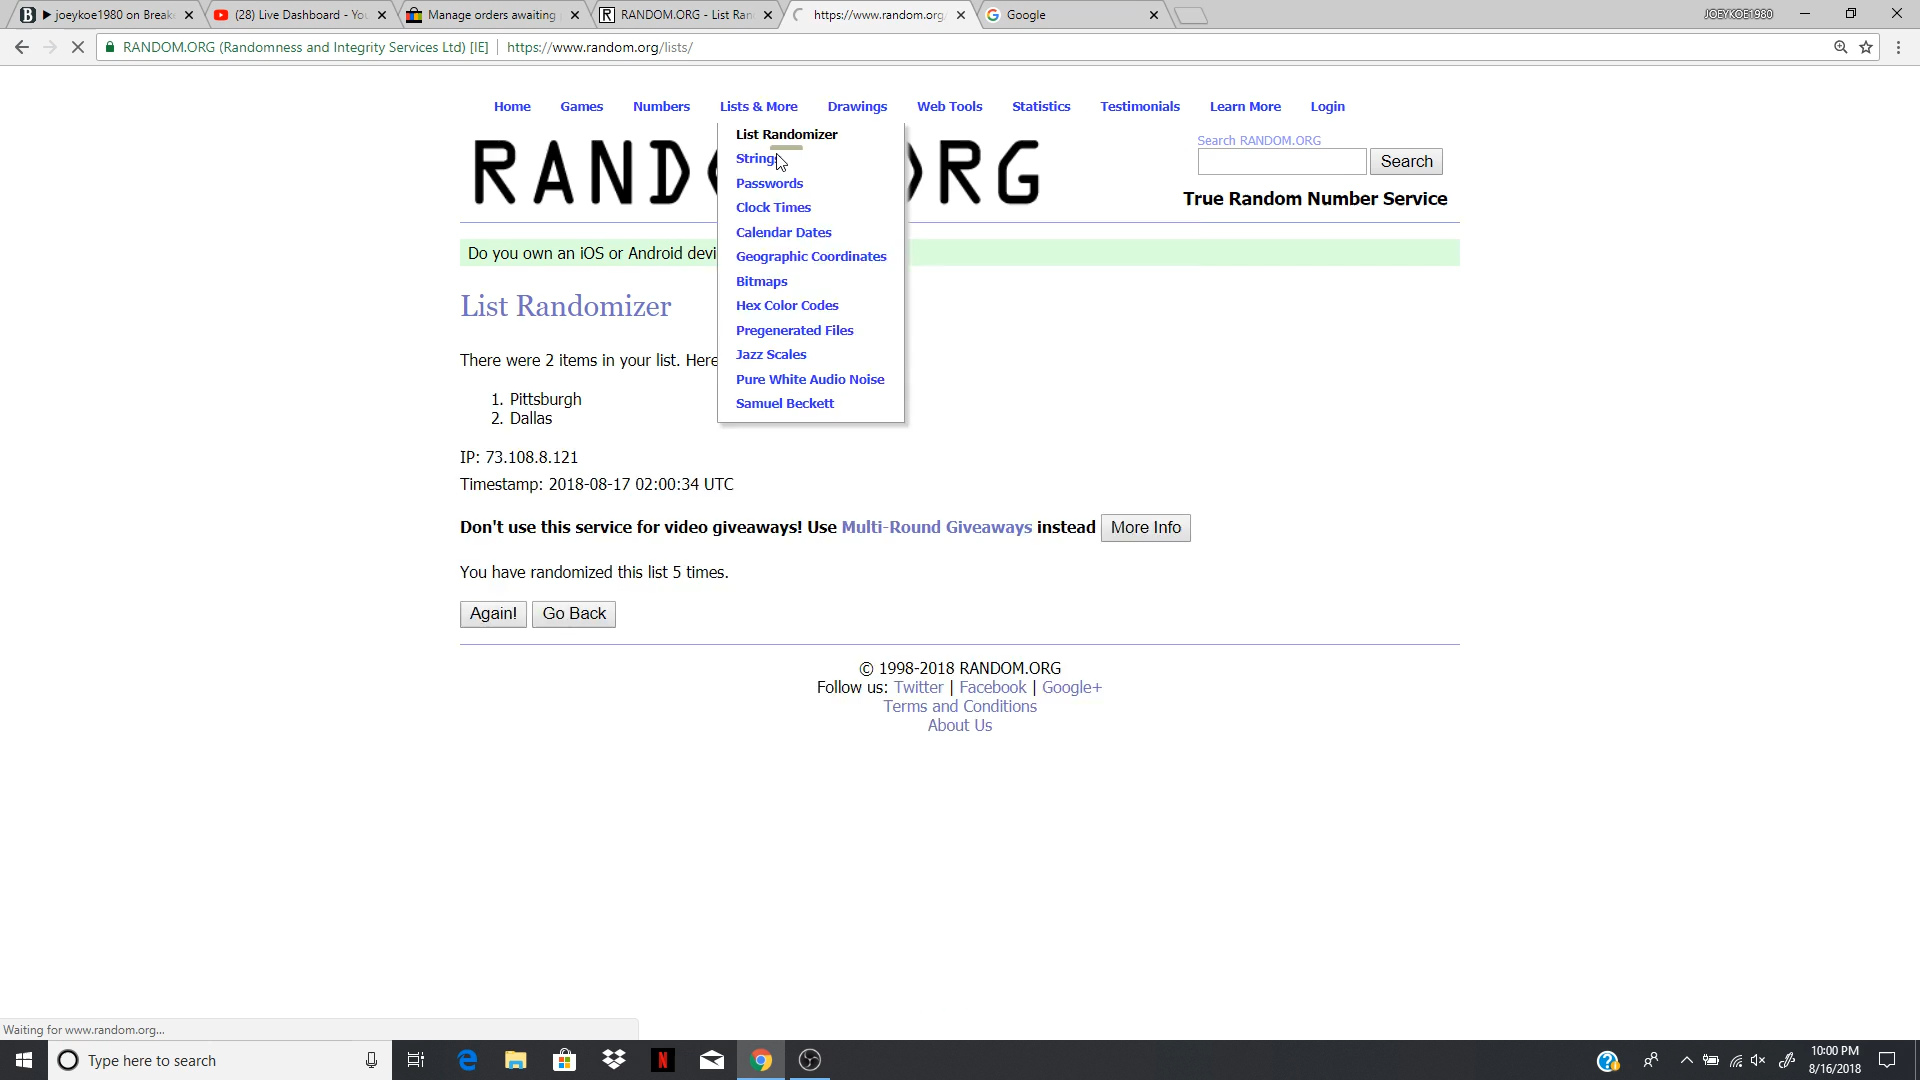 joeykoe1980 on Break
(28) Live Dashboard - You
Manage orders awaiting
RANDOM.ORG - List Ran
https://www.random.org
Google
JOEYKOE1980
RANDOM.ORG (Randomness and Integrity Services Ltd) [IE]
https://www.random.org/lists/
Home Games Numbers Lists & More Drawings Web Tools Statistics Testimonials Learn More Login
List Randomizer
Strings
Passwords
Clock Times
Calendar Dates
Geographic Coordinates
Bitmaps
Hex Color Codes
Pregenerated Files
Jazz Scales
Pure White Audio Noise
Samuel Beckett
Search RANDOM.ORG
Search
True Random Number Service
Do you own an iOS or Android devi
List Randomizer
There were 2 items in your list. Here
1. Pittsburgh
2. Dallas
IP: 73.108.8.121
Timestamp: 2018-08-17 02:00:34 UTC
Don't use this service for video giveaways! Use Multi-Round Giveaways instead More Info
You have randomized this list 5 times.
Again! Go Back
© 1998-2018 RANDOM.ORG
Follow us: Twitter | Facebook | Google+
Terms and Conditions
About Us
Waiting for www.random.org...
Type here to search
10:00 PM
8/16/2018